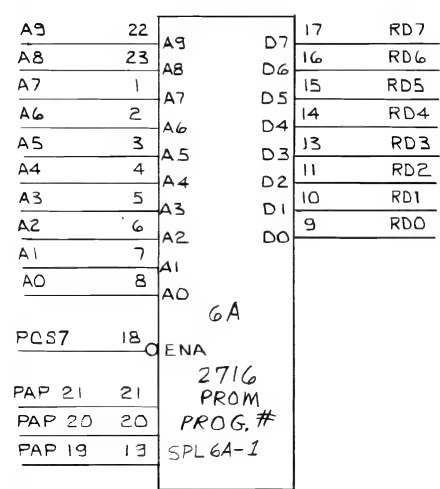 A9 22 A9 D7 17 RD7
A8 23 A8 D6 16 RD6
A7 1 A7 D5 15 RD5
A6 2 A6 D4 14 RD4
A5 3 A5 D3 13 RD3
A4 4 A4 D2 11 RD2
A3 5 A3 D1 10 RD1
A2 6 A2 D0 9 RD0
A1 7 A1
A0 8 A0
6A
PCS7 18 ENA
2716
PAP 21 21 PROM
PAP 20 20 PROG. #
PAP 19 19 SPL6A-1